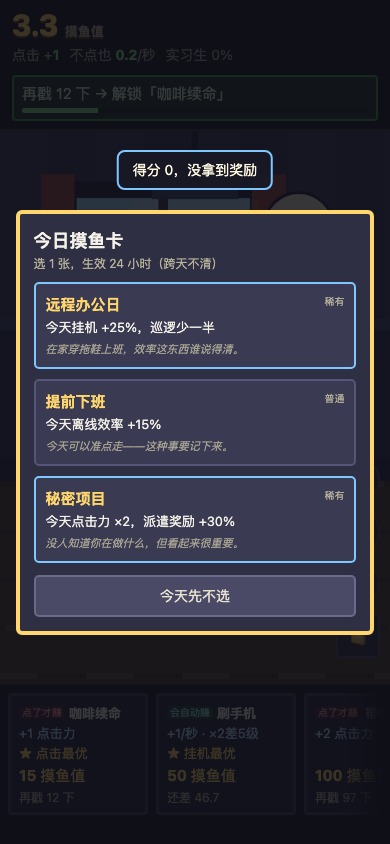 3.3 摸鱼值
点击 +1 不点也 0.2/秒 实习生 0%
再戳 12 下 → 解锁「咖啡续命」
得分 0，没拿到奖励
今日摸鱼卡
选 1 张，生效 24 小时（跨天不清）
远程办公日 稀有
今天挂机 +25%，巡逻少一半
在家穿拖鞋上班，效率这东西谁说得清。
提前下班 普通
今天离线效率 +15%
今天可以准点走——这种事要记下来。
秘密项目 稀有
今天点击力 ×2，派遣奖励 +30%
没人知道你在做什么，但看起来很重要。
今天先不选
点了才赚 咖啡续命
+1 点击力
★ 点击最优
15 摸鱼值
再戳 12 下
会自动赚 刷手机
+1/秒 · ×2差5级
★ 挂机最优
50 摸鱼值
还差 46.7
点了才赚
+2 点击力
100 摸鱼
再戳 97 下